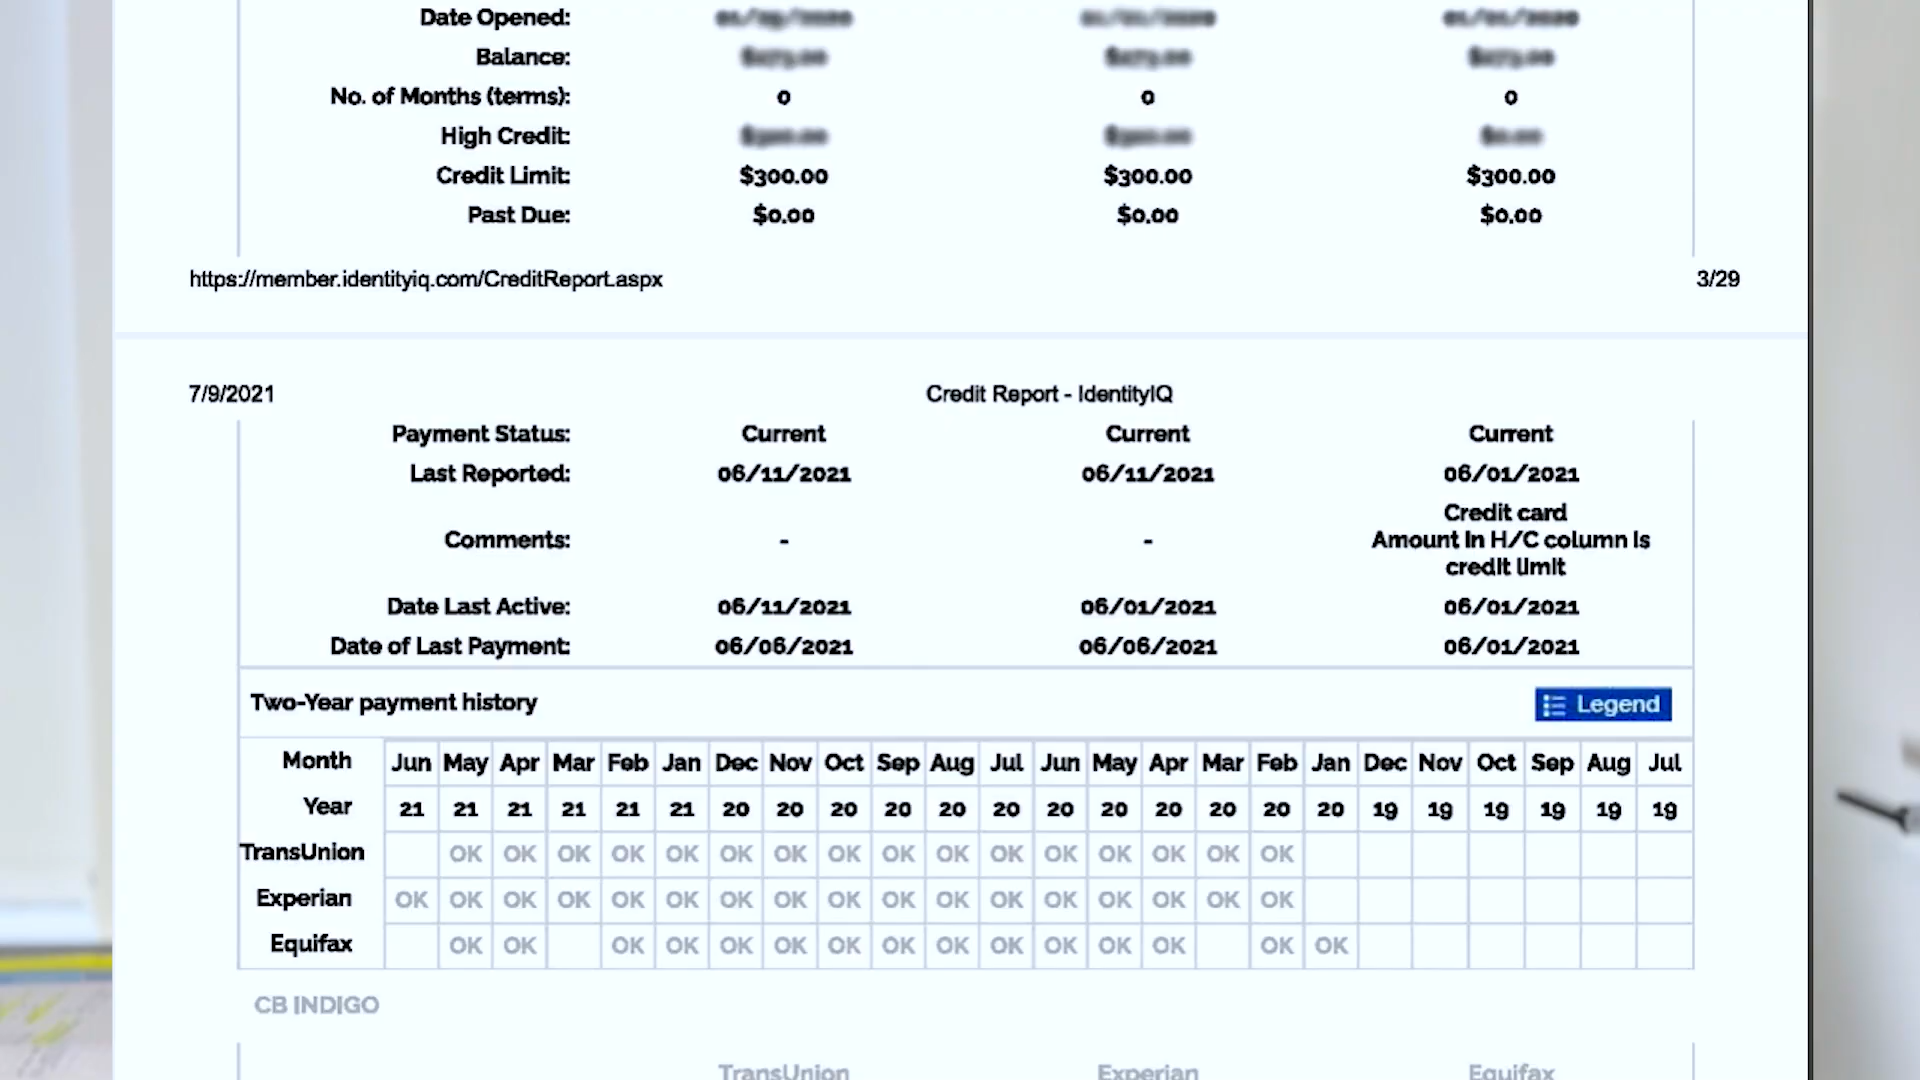 Date Opened:
Balance:
No. of Months (terms): 0 0 0
High Credit:
Credit Limit: $300.00 $300.00 $300.00
Past Due: $0.00 $0.00 $0.00
https://member.identityiq.com/CreditReport.aspx 3/29
7/9/2021 Credit Report - IdentityIQ
Payment Status: Current Current Current
Last Reported: 06/11/2021 06/11/2021 06/01/2021
Comments: - - Credit card
Amount in H/C column is
credit limit
Date Last Active: 06/11/2021 06/01/2021 06/01/2021
Date of Last Payment: 06/06/2021 06/06/2021 06/01/2021
Two-Year payment history Legend
Month Jun May Apr Mar Feb Jan Dec Nov Oct Sep Aug Jul Jun May Apr Mar Feb Jan Dec Nov Oct Sep Aug Jul
Year 21 21 21 21 21 21 20 20 20 20 20 20 20 20 20 20 20 20 19 19 19 19 19 19
TransUnion OK OK OK OK OK OK OK OK OK OK OK OK OK OK OK OK
Experian OK OK OK OK OK OK OK OK OK OK OK OK OK OK OK OK OK
Equifax OK OK OK OK OK OK OK OK OK OK OK OK OK OK OK
CB INDIGO
TransUnion Experian Equifax